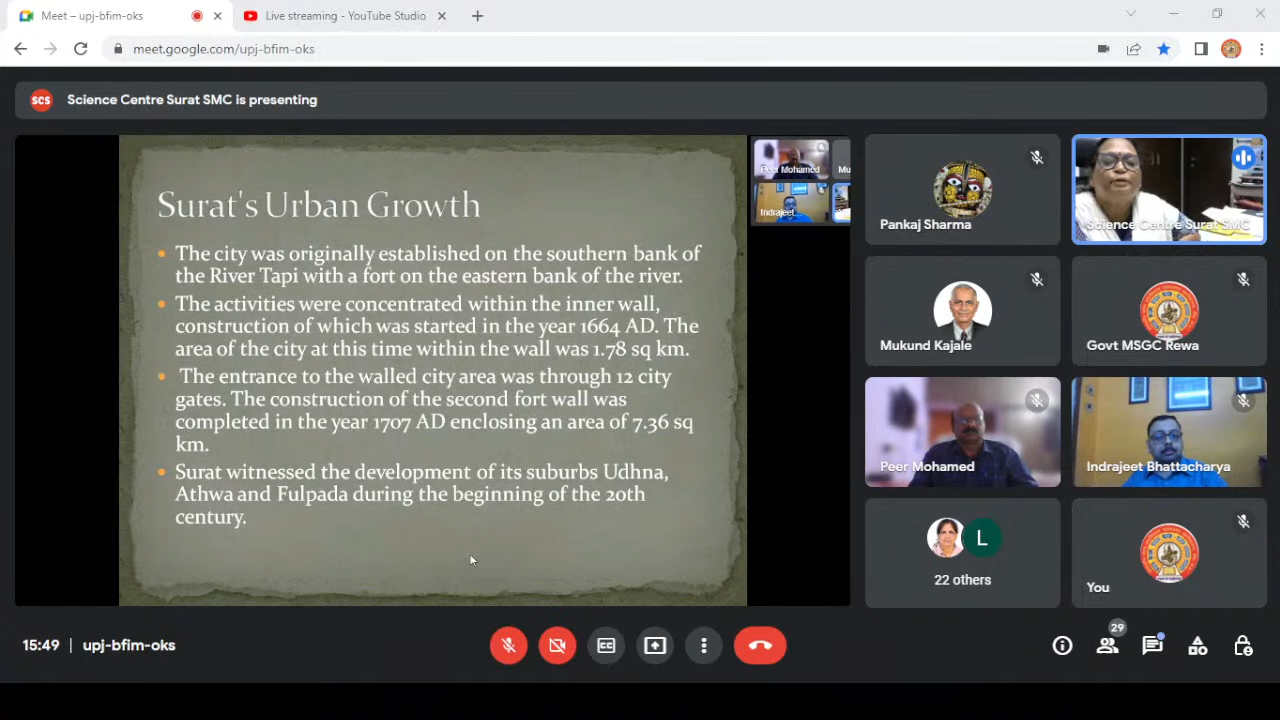 Meet – upj-bfim-oks
Live streaming - YouTube Studio
meet.google.com/upj-bfim-oks
SCS
Science Centre Surat SMC is presenting
Surat's Urban Growth
• The city was originally established on the southern bank of
the River Tapi with a fort on the eastern bank of the river.
• The activities were concentrated within the inner wall,
construction of which was started in the year 1664 AD. The
area of the city at this time within the wall was 1.78 sq km.
• The entrance to the walled city area was through 12 city
gates. The construction of the second fort wall was
completed in the year 1707 AD enclosing an area of 7.36 sq
km.
• Surat witnessed the development of its suburbs Udhna,
Athwa and Fulpada during the beginning of the 20th
century.
Peer Mohamed
Mu
Indrajeet...
Pankaj Sharma
Science Centre Surat SMC
Mukund Kajale
Govt MSGC Rewa
Peer Mohamed
Indrajeet Bhattacharya
L
22 others
You
15:49 | upj-bfim-oks
CC
29